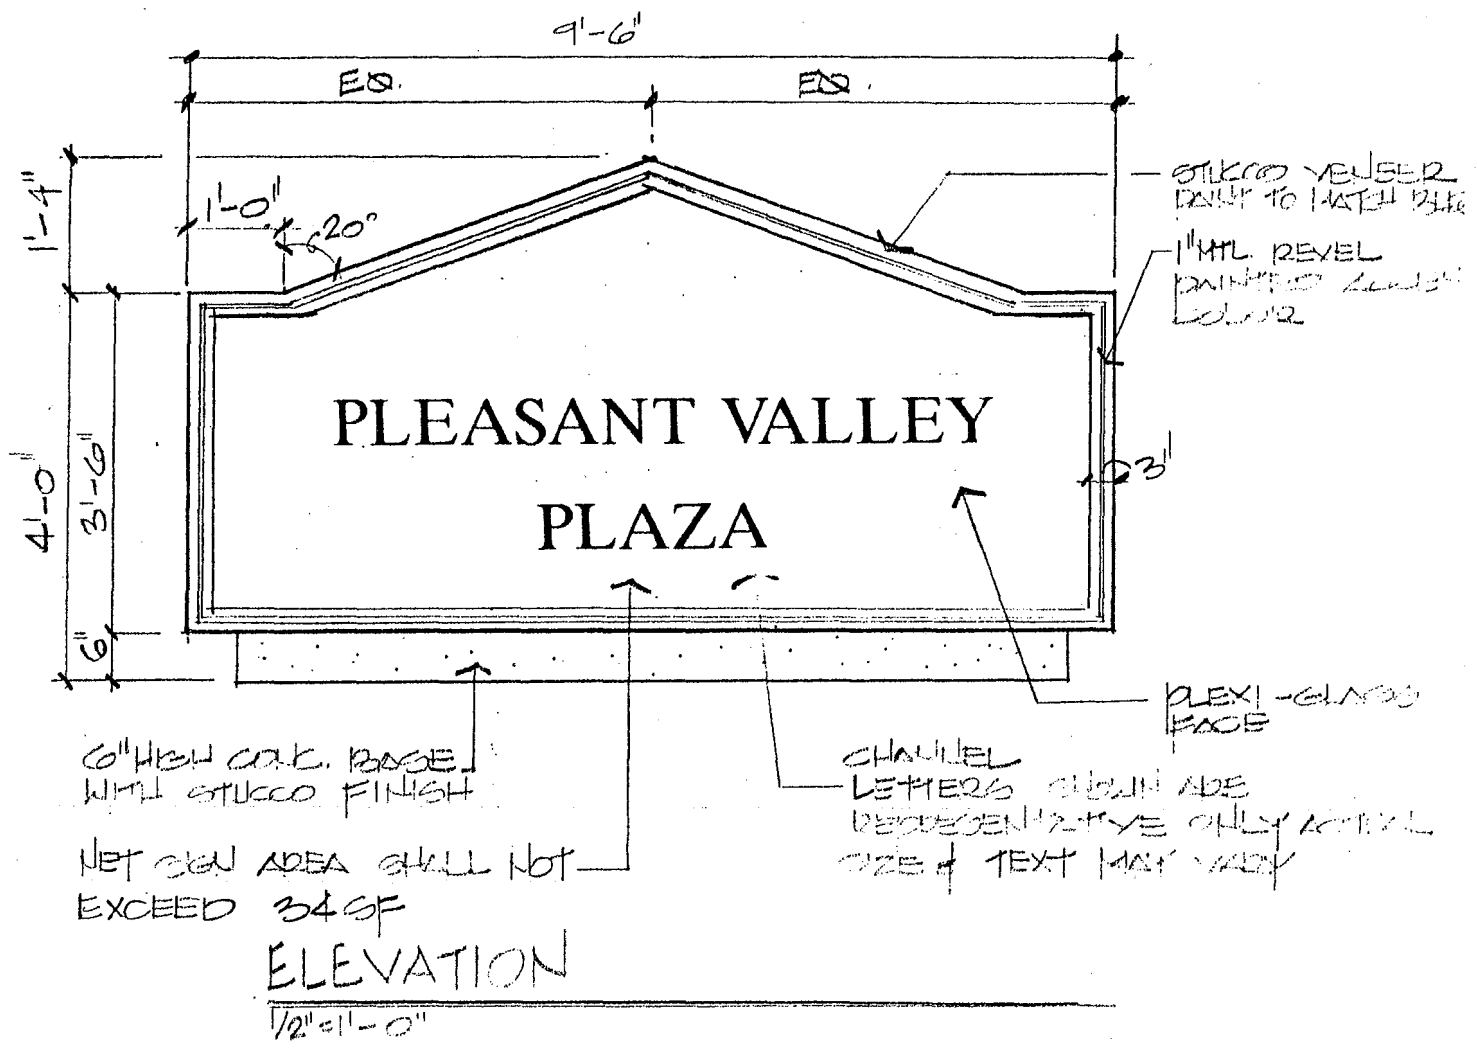 9'-6"
EQ.
EQ.
1'-4"
1'-0"
20°
STUCCO VENEER
PAINT TO MATCH
1" MTL. REVEL
PAINTED
COLOUR
PLEASANT VALLEY
PLAZA
3"
4'-0"
3'-6"
6"
PLEXI-GLASS
FACE
6" HIGH CONC. BASE
WITH STUCCO FINISH
CHANNEL
LETTERS SHOWN ARE
ONLY ACTUAL
SIZE & TEXT MAY VARY
NET SIGN AREA SHALL NOT
EXCEED 34 SF
ELEVATION
1/2"=1'-0"